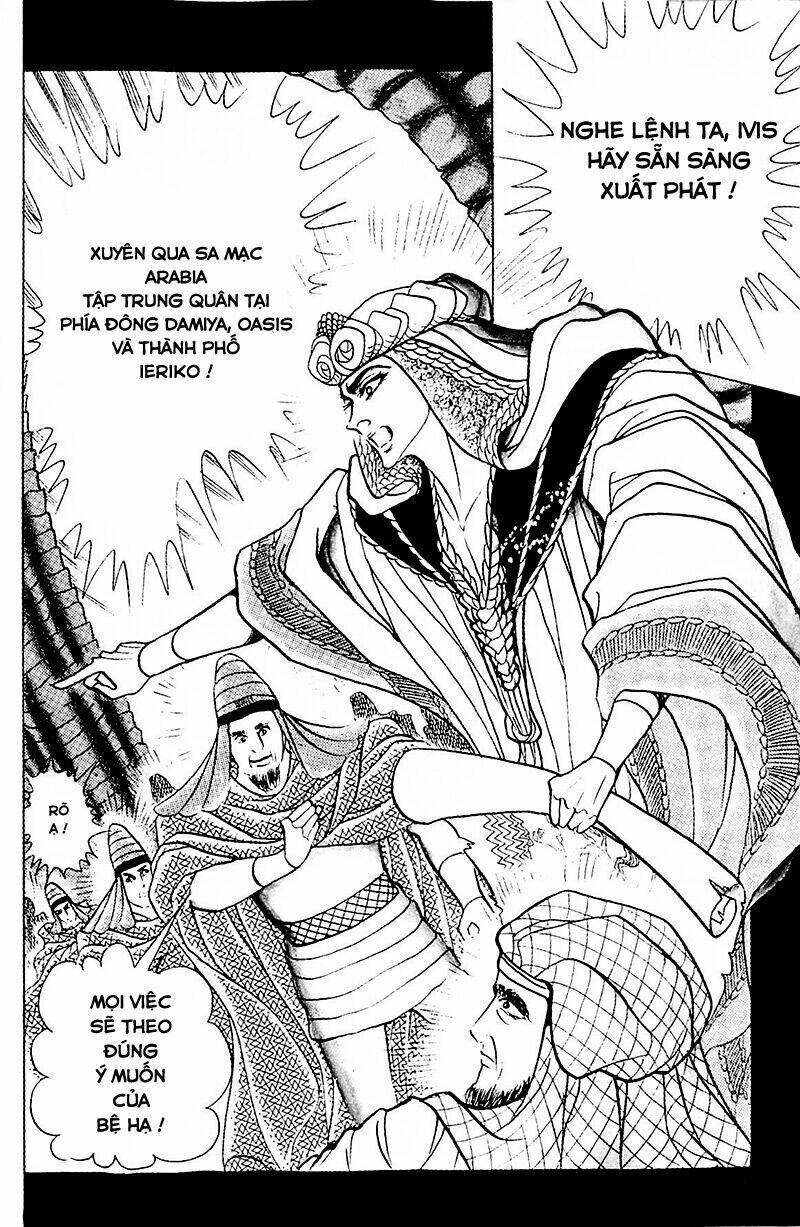 NGHE LỆNH TA, IVIS
HÃY SẴN SÀNG
XUẤT PHÁT !
XUYÊN QUA SA MẠC
ARABIA
TẬP TRUNG QUÂN TẠI
PHÍA ĐÔNG DAMIYA, OASIS
VÀ THÀNH PHỐ
IERIKO !
RÕ
Ạ !
MỌI VIỆC
SẼ THEO
ĐÚNG
Ý MUỐN
CỦA
BỆ HẠ !